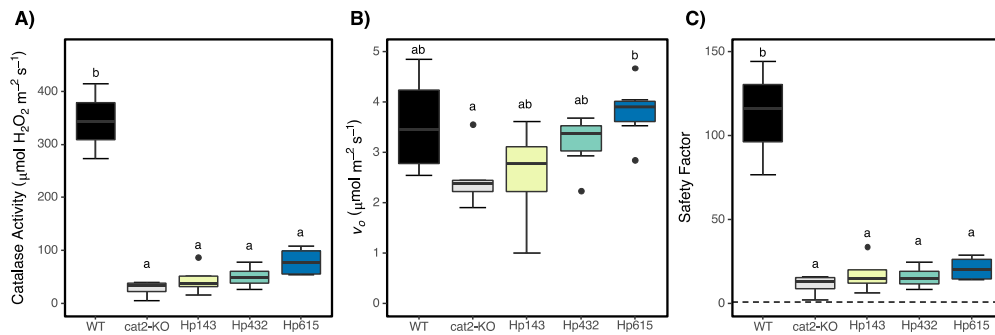 A)
Catalase Activity (μmol H₂O₂ m⁻² s⁻¹)
b
a
a
a
a
400
300
200
100
0
WT
cat2-KO
Hp143
Hp432
Hp615
B)
vₒ (μmol m⁻² s⁻¹)
ab
a
ab
ab
b
5
4
3
2
1
0
WT
cat2-KO
Hp143
Hp432
Hp615
C)
Safety Factor
b
a
a
a
a
150
100
50
0
WT
cat2-KO
Hp143
Hp432
Hp615